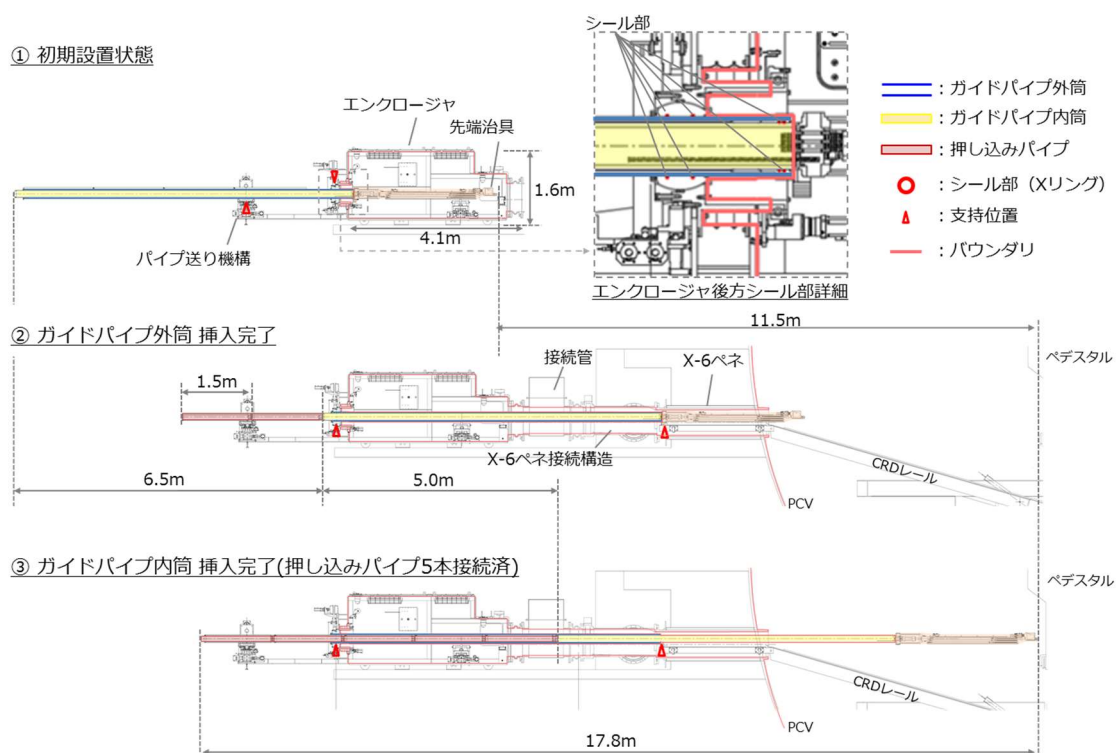 ① 初期設置状態
エンクロージャ
先端治具
1.6m
4.1m
パイプ送り機構
シール部
エンクロージャ後方シール部詳細
：ガイドパイプ外筒
：ガイドパイプ内筒
：押し込みパイプ
：シール部（Xリング）
：支持位置
：バウンダリ
② ガイドパイプ外筒 挿入完了
11.5m
接続管
X-6ペネ
ペデスタル
1.5m
X-6ペネ接続構造
CRDレール
6.5m
5.0m
PCV
③ ガイドパイプ内筒 挿入完了(押し込みパイプ5本接続済)
ペデスタル
CRDレール
PCV
17.8m